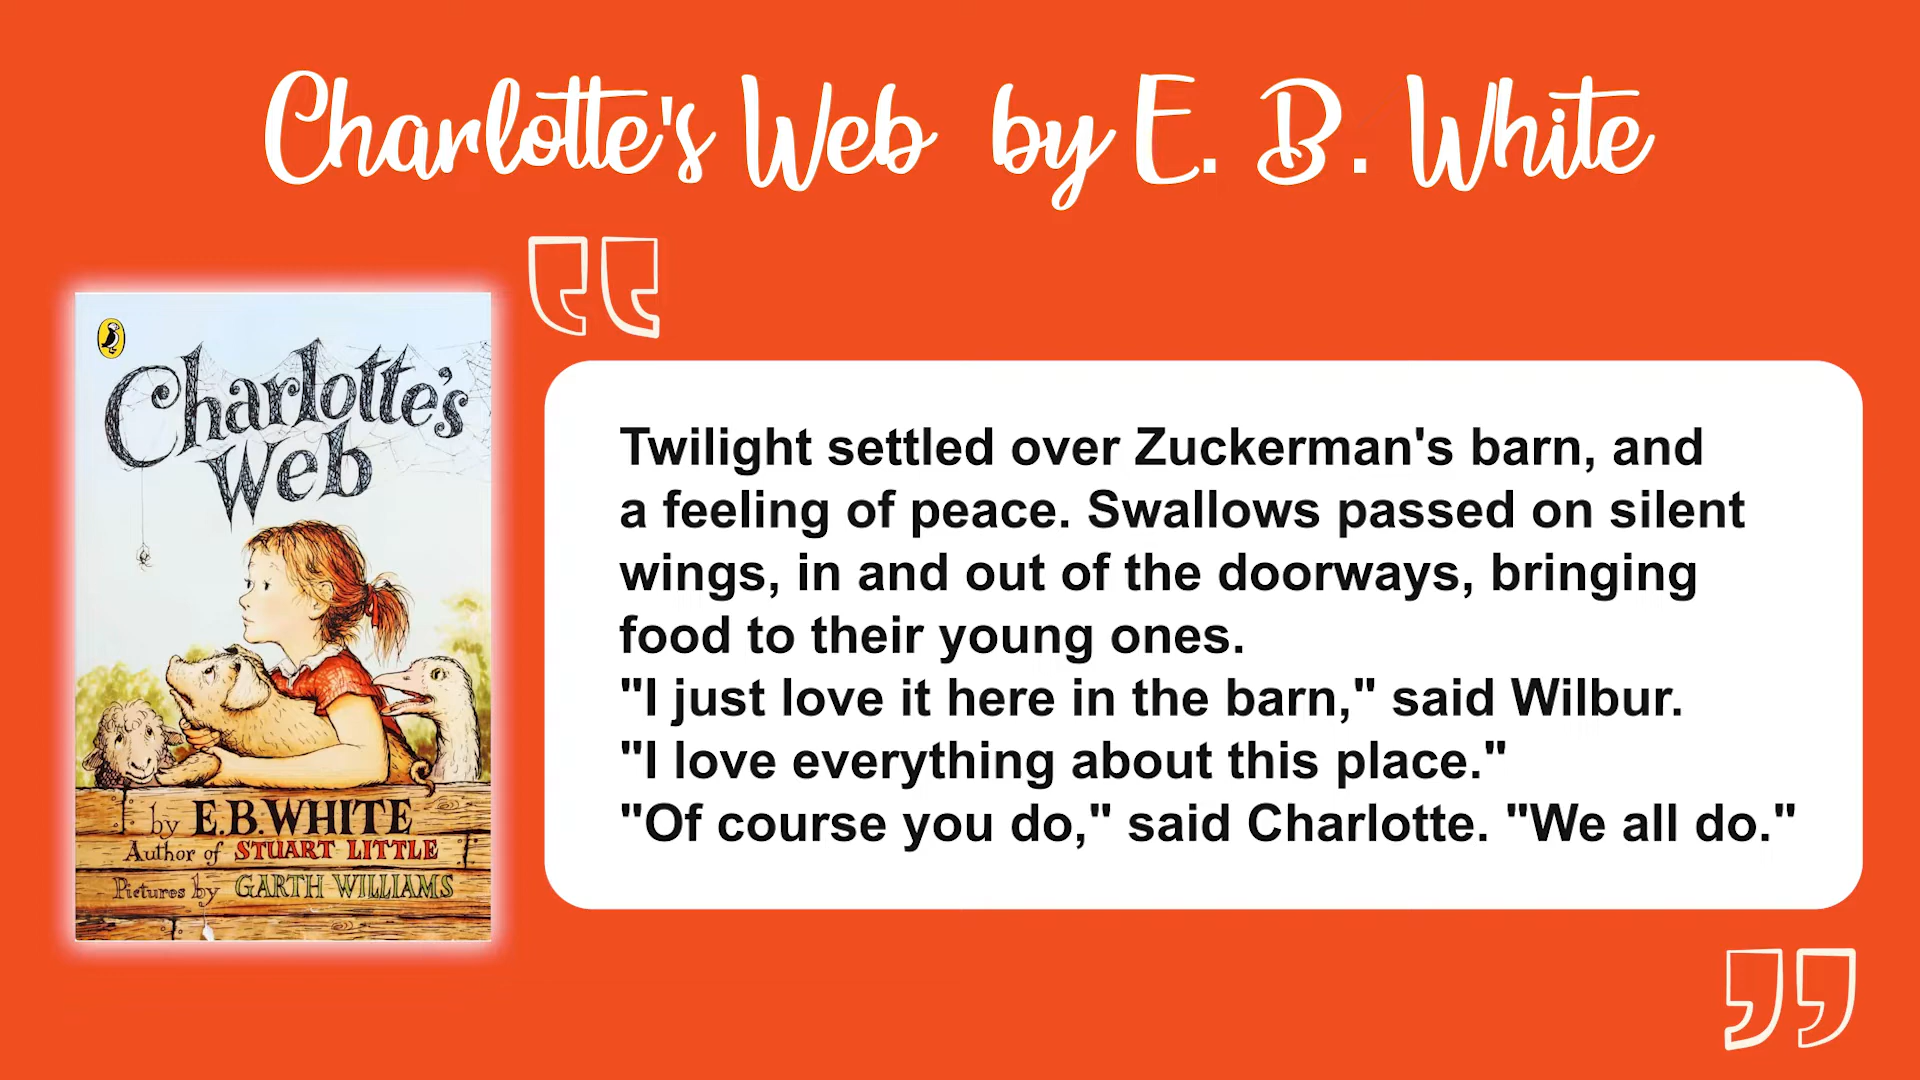 Charlotte's Web by E. B. White
Charlotte's
Web
by E.B. WHITE
Author of STUART LITTLE
Pictures by GARTH WILLIAMS
Twilight settled over Zuckerman's barn, and
a feeling of peace. Swallows passed on silent
wings, in and out of the doorways, bringing
food to their young ones.
"I just love it here in the barn," said Wilbur.
"I love everything about this place."
"Of course you do," said Charlotte. "We all do."